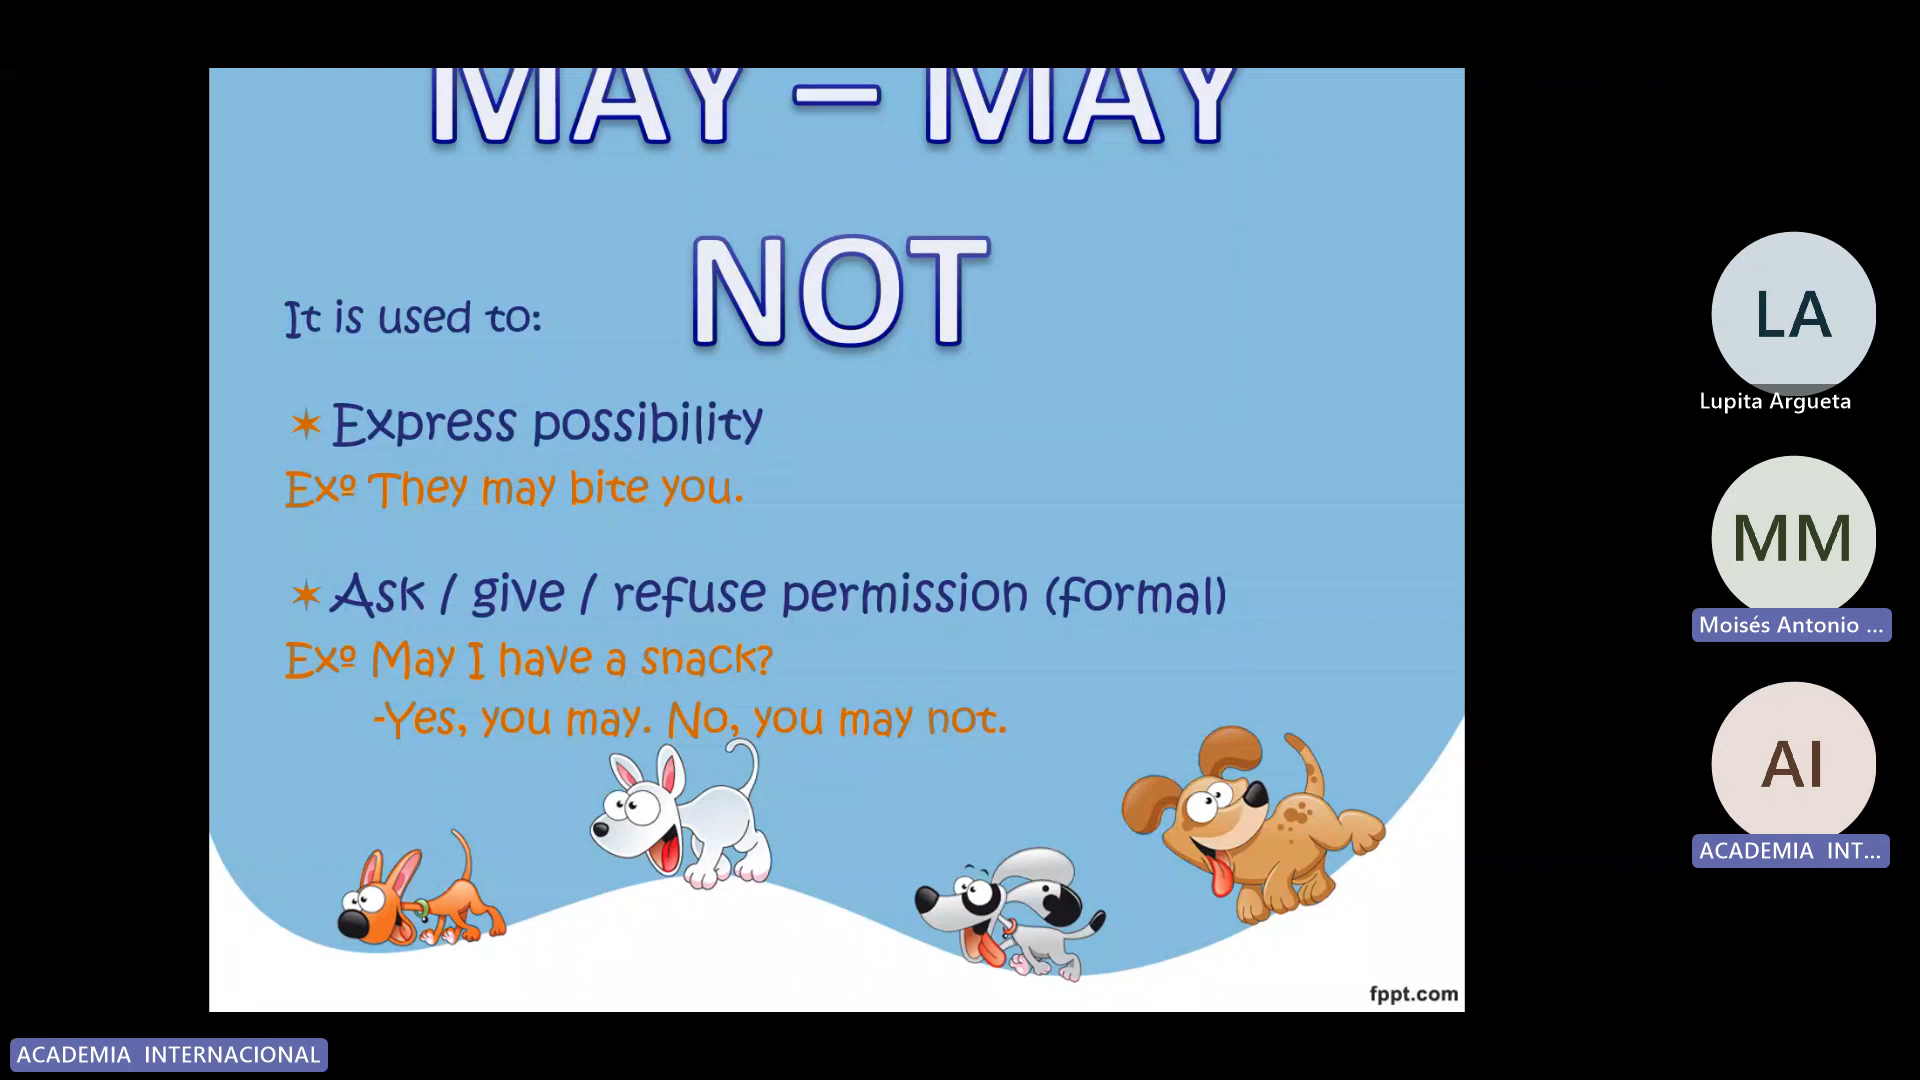 MAY – MAY
NOT
It is used to:
✶ Express possibility
Exº They may bite you.
✶ Ask / give / refuse permission (formal)
Exº May I have a snack?
-Yes, you may. No, you may not.
fppt.com
LA
Lupita Argueta
MM
Moisés Antonio ...
AI
ACADEMIA INT...
ACADEMIA INTERNACIONAL